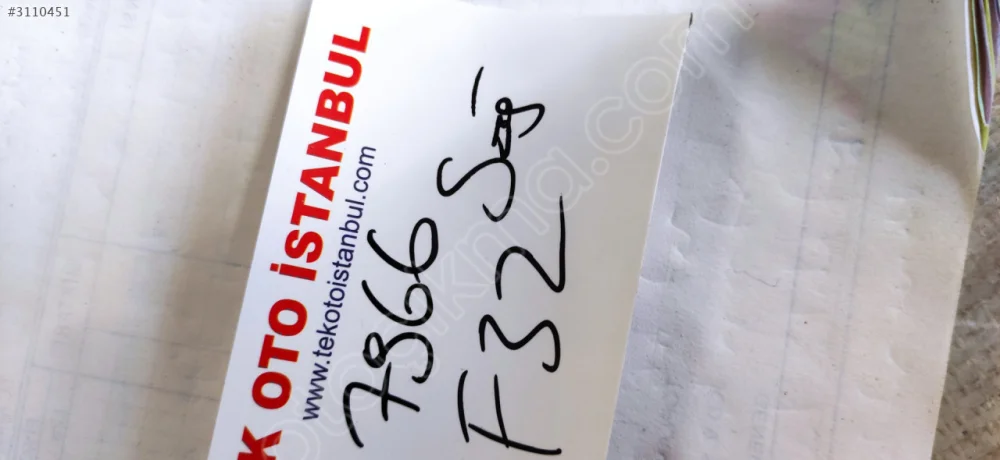 #3110451
K OTO İSTANBUL
www.tekotoistanbul.com
7366 Sağ
F32